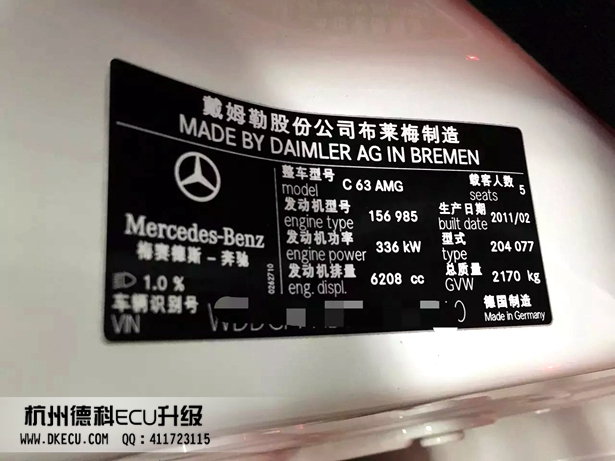 戴姆勒股份公司布莱梅制造
MADE BY DAIMLER AG IN BREMEN
整车型号
model C 63 AMG
载客人数
seats 5
发动机型号
engine type 156 985
生产日期
built date 2011/02
发动机功率
engine power 336 kW
型式
type 204 077
发动机排量
eng. displ. 6208 cc
总质量
GVW 2170 kg
Mercedes-Benz
梅赛德斯-奔驰
1.0 %
0262710
车辆识别号
VIN
德国制造
Made in Germany
杭州德科ECU升级
WWW.DKECU.COM QQ:411723115